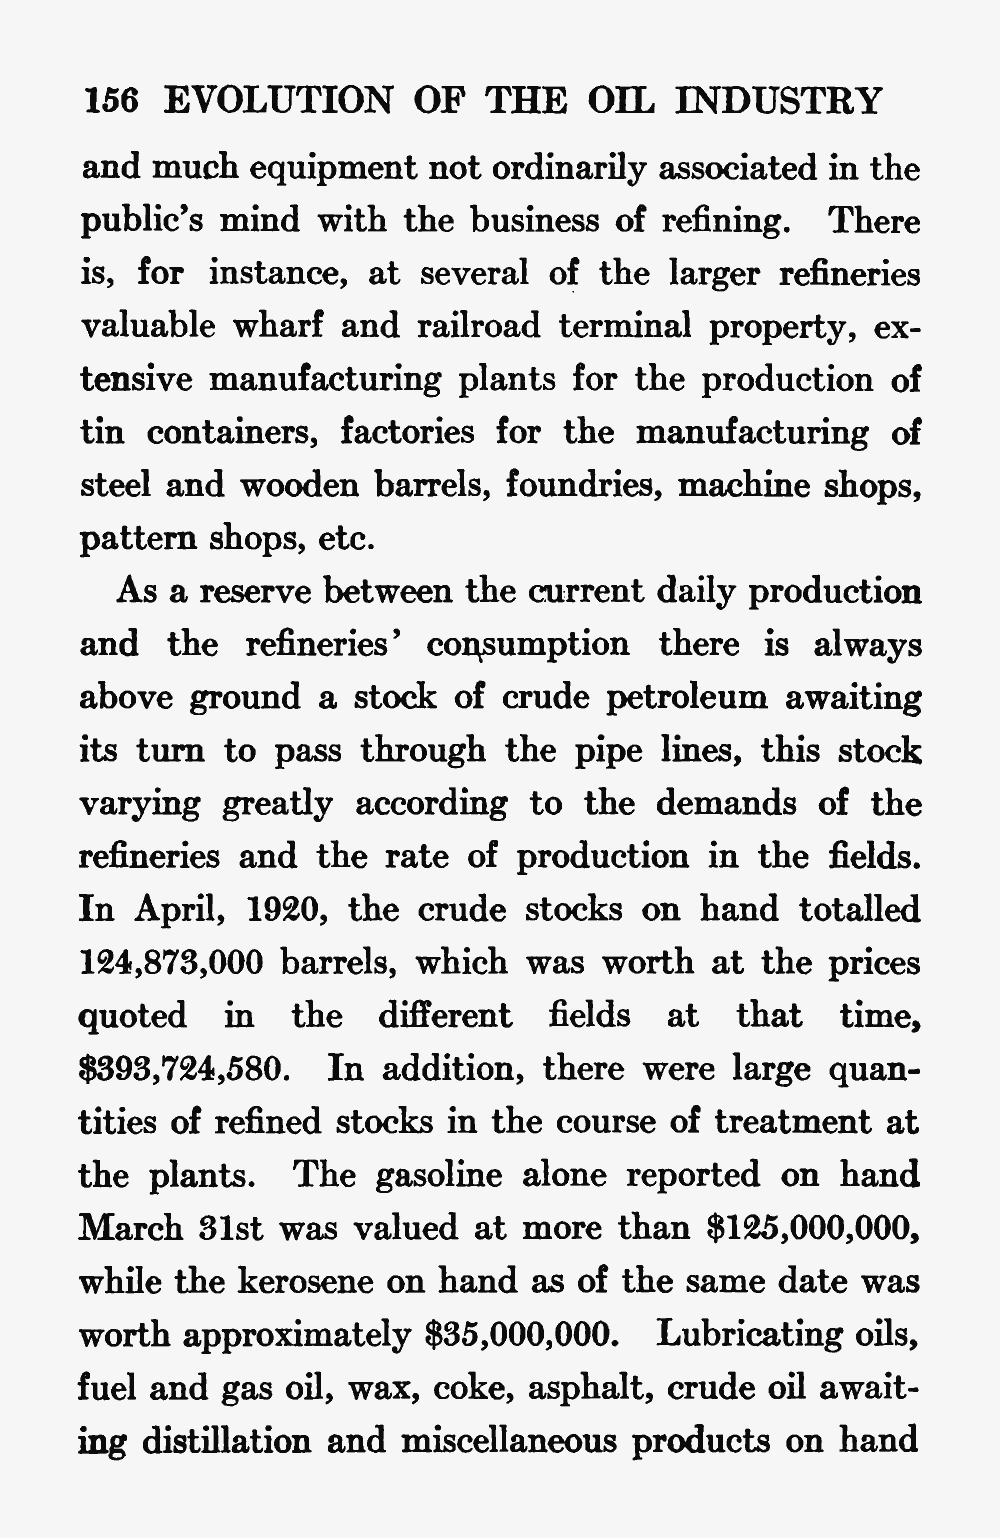 156 EVOLUTION OF THE OIL INDUSTRY
and much equipment not ordinarily associated in the
public's mind with the business of refining. There
is, for instance, at several of the larger refineries
valuable wharf and railroad terminal property, ex-
tensive manufacturing plants for the production of
tin containers, factories for the manufacturing of
steel and wooden barrels, foundries, machine shops,
pattern shops, etc.
As a reserve between the current daily production
and the refineries' consumption there is always
above ground a stock of crude petroleum awaiting
its turn to pass through the pipe lines, this stock
varying greatly according to the demands of the
refineries and the rate of production in the fields.
In April, 1920, the crude stocks on hand totalled
124,873,000 barrels, which was worth at the prices
quoted in the different fields at that time,
$393,724,580. In addition, there were large quan-
tities of refined stocks in the course of treatment at
the plants. The gasoline alone reported on hand
March 31st was valued at more than $125,000,000,
while the kerosene on hand as of the same date was
worth approximately $35,000,000. Lubricating oils,
fuel and gas oil, wax, coke, asphalt, crude oil await-
ing distillation and miscellaneous products on hand